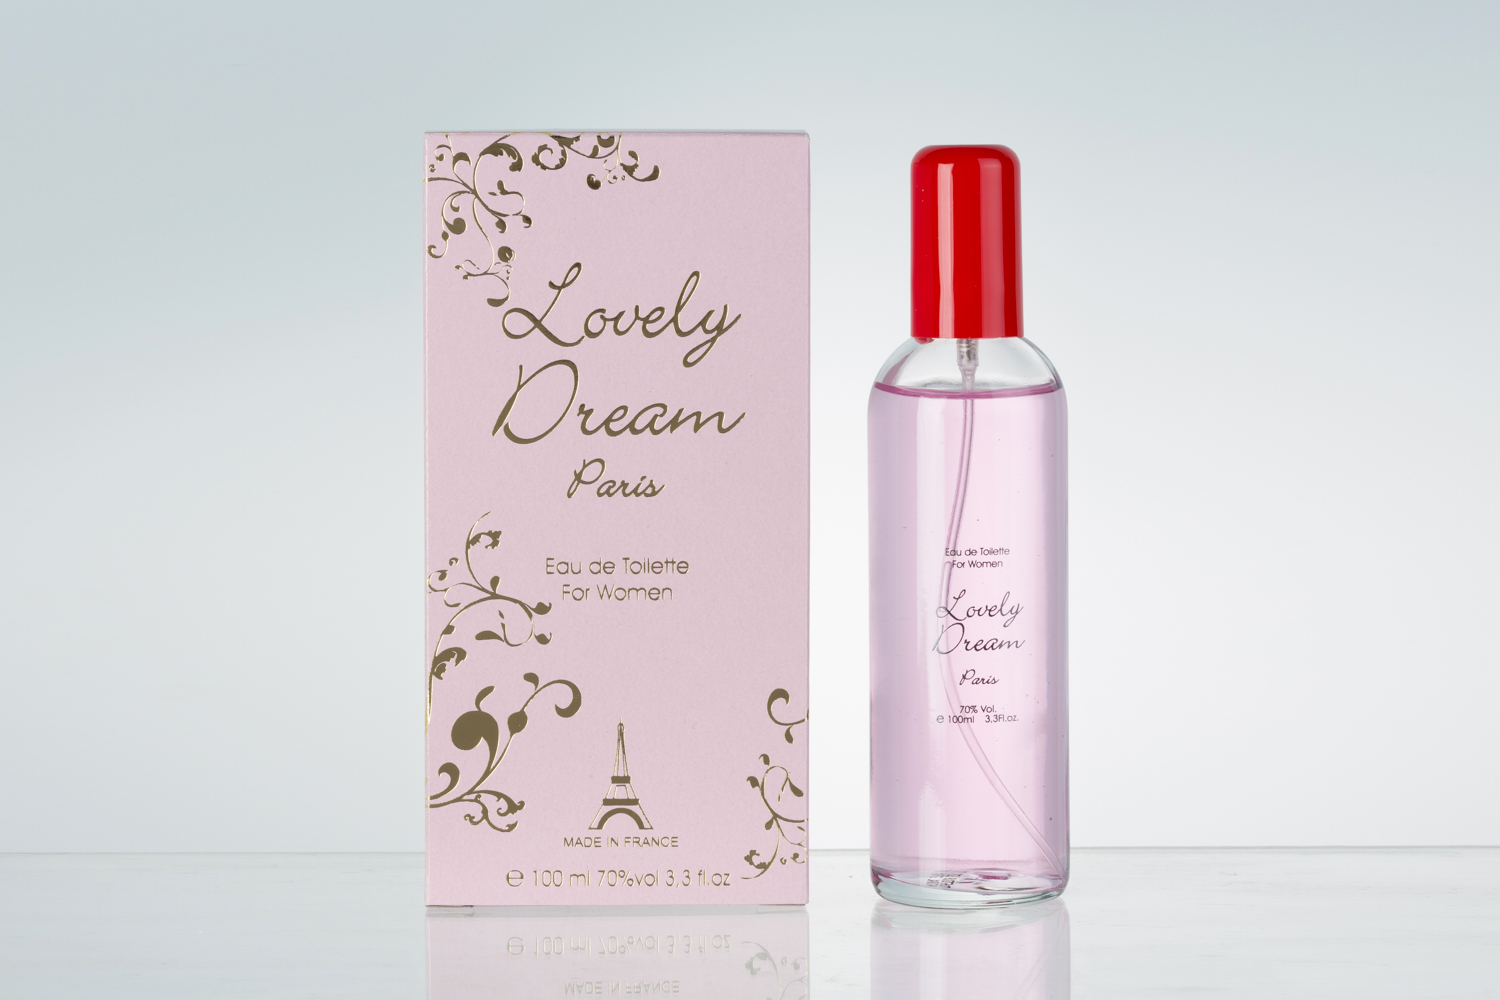 Lovely
Dream
Paris
Eau de Toilette
For Women
MADE IN FRANCE
℮ 100 ml 70%vol 3,3 fl.oz
Eau de Toilette
For Women
Lovely
Dream
Paris
70% Vol.
℮ 100ml 3,3Fl.oz.